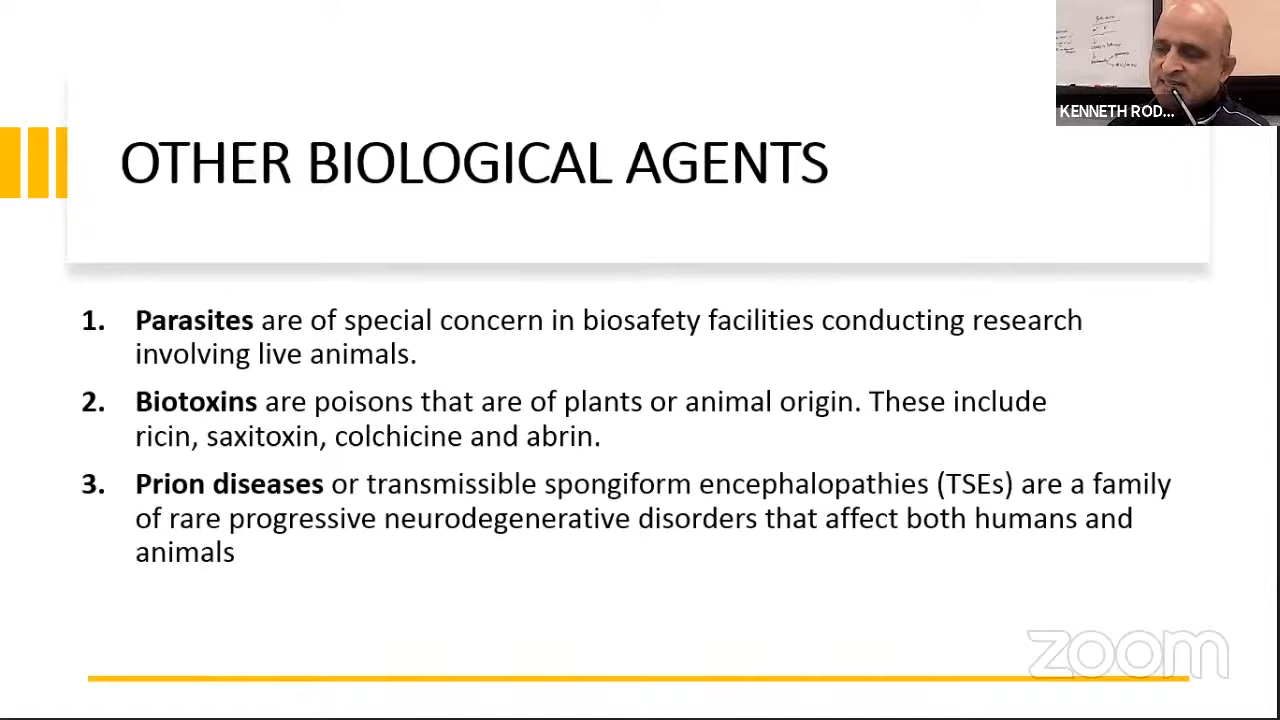 KENNETH ROD...
OTHER BIOLOGICAL AGENTS
1. Parasites are of special concern in biosafety facilities conducting research
involving live animals.
2. Biotoxins are poisons that are of plants or animal origin. These include
ricin, saxitoxin, colchicine and abrin.
3. Prion diseases or transmissible spongiform encephalopathies (TSEs) are a family
of rare progressive neurodegenerative disorders that affect both humans and
animals
zoom